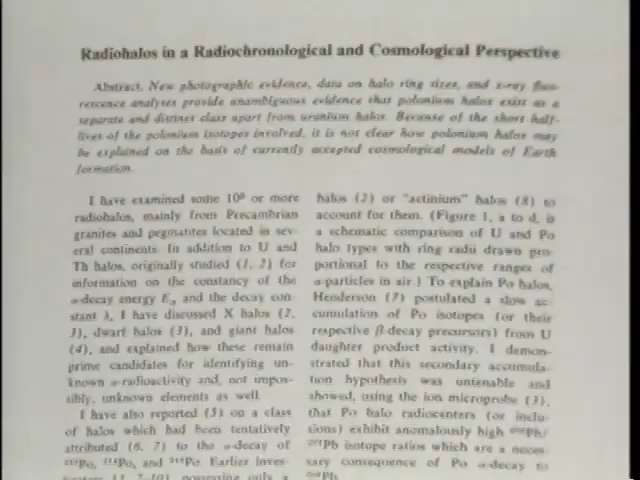 Radiohalos in a Radiochronological and Cosmological Perspective
Abstract. New photographic evidence, data on halo ring sizes, and x-ray fluo-
rescence analyses provide unambiguous evidence that polonium halos exist as a
separate and distinct class apart from uranium halos. Because of the short half-
lives of the polonium isotopes involved, it is not clear how polonium halos may
be explained on the basis of currently accepted cosmological models of Earth
formation.
I have examined some 10⁵ or more
radiohalos, mainly from Precambrian
granites and pegmatites located in sev-
eral continents. In addition to U and
Th halos, originally studied (1, 2) for
information on the constancy of the
α-decay energy Eα and the decay con-
stant λ, I have discussed X halos (2,
3), dwarf halos (3), and giant halos
(4), and explained how these remain
prime candidates for identifying un-
known α-radioactivity and, not impos-
sibly, unknown elements as well.
I have also reported (5) on a class
of halos which had been tentatively
attributed (6, 7) to the α-decay of
²¹⁰Po, ²¹⁴Po, and ²¹⁸Po. Earlier inves-
halos (2) or "actinium" halos (8) to
account for them. (Figure 1, a to d, is
a schematic comparison of U and Po
halo types with ring radii drawn pro-
portional to the respective ranges of
α-particles in air.) To explain Po halos,
Henderson (7) postulated a slow ac-
cumulation of Po isotopes (or their
respective β-decay precursors) from U
daughter product activity. I demon-
strated that this secondary accumula-
tion hypothesis was untenable and
showed, using the ion microprobe (3),
that Po halo radiocenters (or inclu-
sions) exhibit anomalously high ²⁰⁶Pb/
²⁰⁷Pb isotope ratios which are a neces-
sary consequence of Po α-decay to
²⁰⁶Pb.